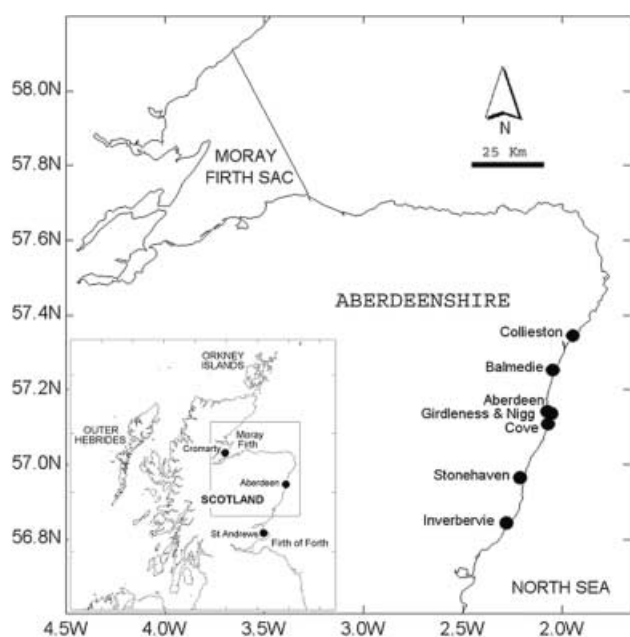 58.0N
57.8N
57.6N
57.4N
57.2N
57.0N
56.8N
4.5W
4.0W
3.5W
3.0W
2.5W
2.0W
N
25 Km
MORAY
FIRTH SAC
ABERDEENSHIRE
Collieston
Balmedie
Aberdeen
Girdleness & Nigg
Cove
Stonehaven
Inverbervie
NORTH SEA
ORKNEY
ISLANDS
OUTER
HEBRIDES
Cromarty
Moray
Firth
Aberdeen
SCOTLAND
St Andrews
Firth of Forth